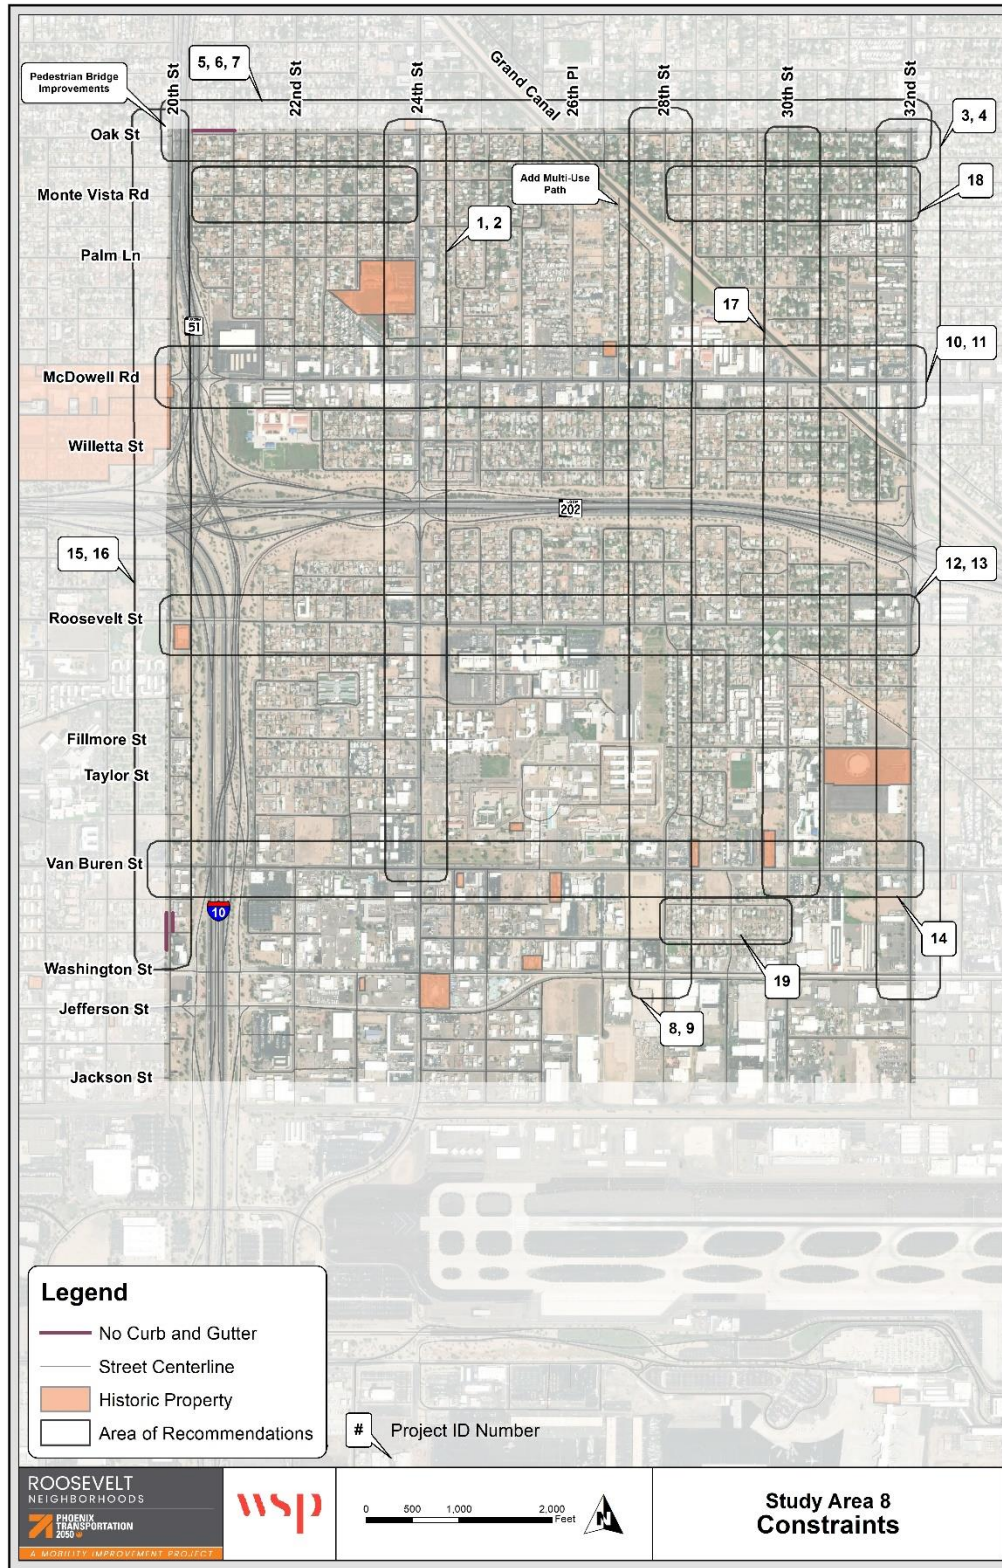 Pedestrian Bridge
Improvements
5, 6, 7
20th St
22nd St
24th St
Grand Canal
26th Pl
28th St
30th St
32nd St
3, 4
Oak St
Add Multi-Use
Path
18
Monte Vista Rd
1, 2
Palm Ln
17
51
10, 11
McDowell Rd
Willetta St
202
15, 16
12, 13
Roosevelt St
Fillmore St
Taylor St
Van Buren St
10
14
Washington St
19
Jefferson St
8, 9
Jackson St
Legend
No Curb and Gutter
Street Centerline
Historic Property
Area of Recommendations
# Project ID Number
ROOSEVELT
NEIGHBORHOODS
PHOENIX
TRANSPORTATION
2050
A MOBILITY IMPROVEMENT PROJECT
wsp
0 500 1,000 2,000
Feet
N
Study Area 8
Constraints